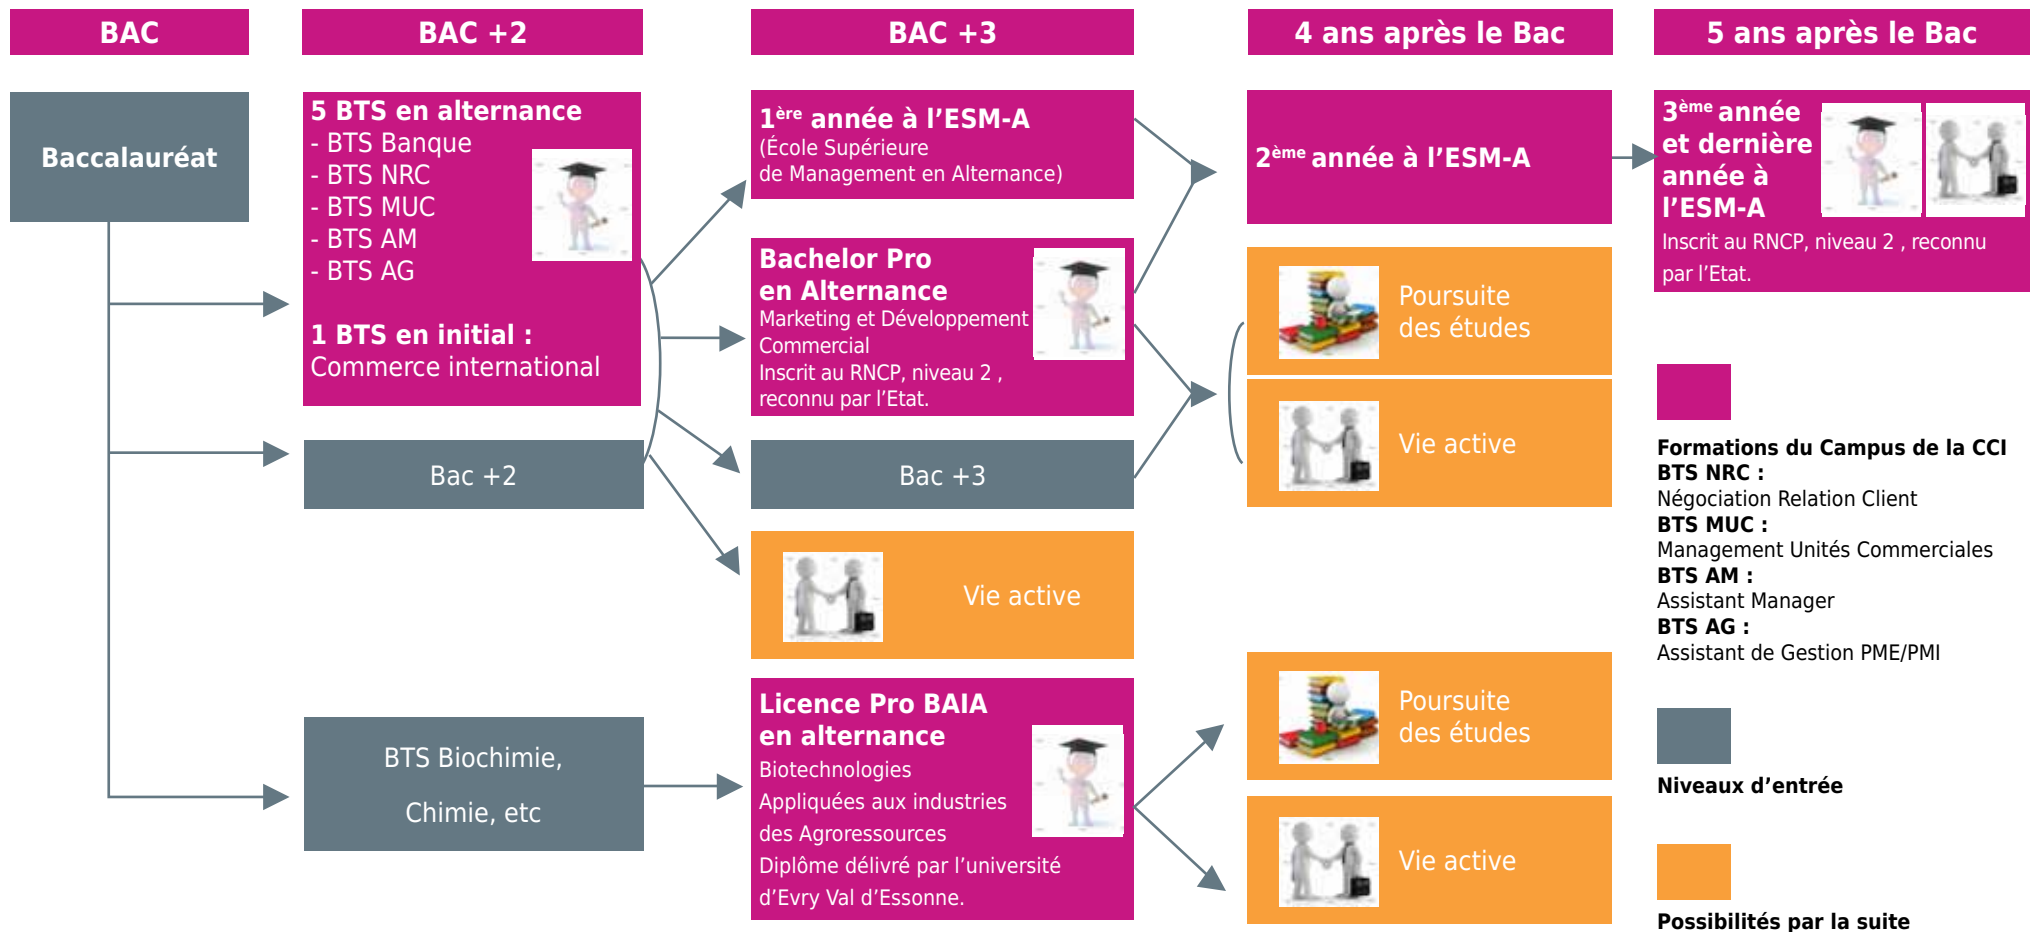 BAC
BAC +2
BAC +3
4 ans après le Bac
5 ans après le Bac
Baccalauréat
5 BTS en alternance
- BTS Banque
- BTS NRC
- BTS MUC
- BTS AM
- BTS AG
1 BTS en initial :
Commerce international
Bac +2
BTS Biochimie,
Chimie, etc
1ère année à l’ESM-A
(École Supérieure
de Management en Alternance)
Bachelor Pro
en Alternance
Marketing et Développement
Commercial
Inscrit au RNCP, niveau 2 ,
reconnu par l’Etat.
Bac +3
Vie active
Licence Pro BAIA
en alternance
Biotechnologies
Appliquées aux industries
des Agroressources
Diplôme délivré par l’université
d’Evry Val d’Essonne.
2ème année à l’ESM-A
Poursuite
des études
Vie active
Poursuite
des études
Vie active
3ème année
et dernière
année à
l’ESM-A
Inscrit au RNCP, niveau 2 , reconnu
par l’Etat.
Formations du Campus de la CCI
BTS NRC :
Négociation Relation Client
BTS MUC :
Management Unités Commerciales
BTS AM :
Assistant Manager
BTS AG :
Assistant de Gestion PME/PMI
Niveaux d’entrée
Possibilités par la suite